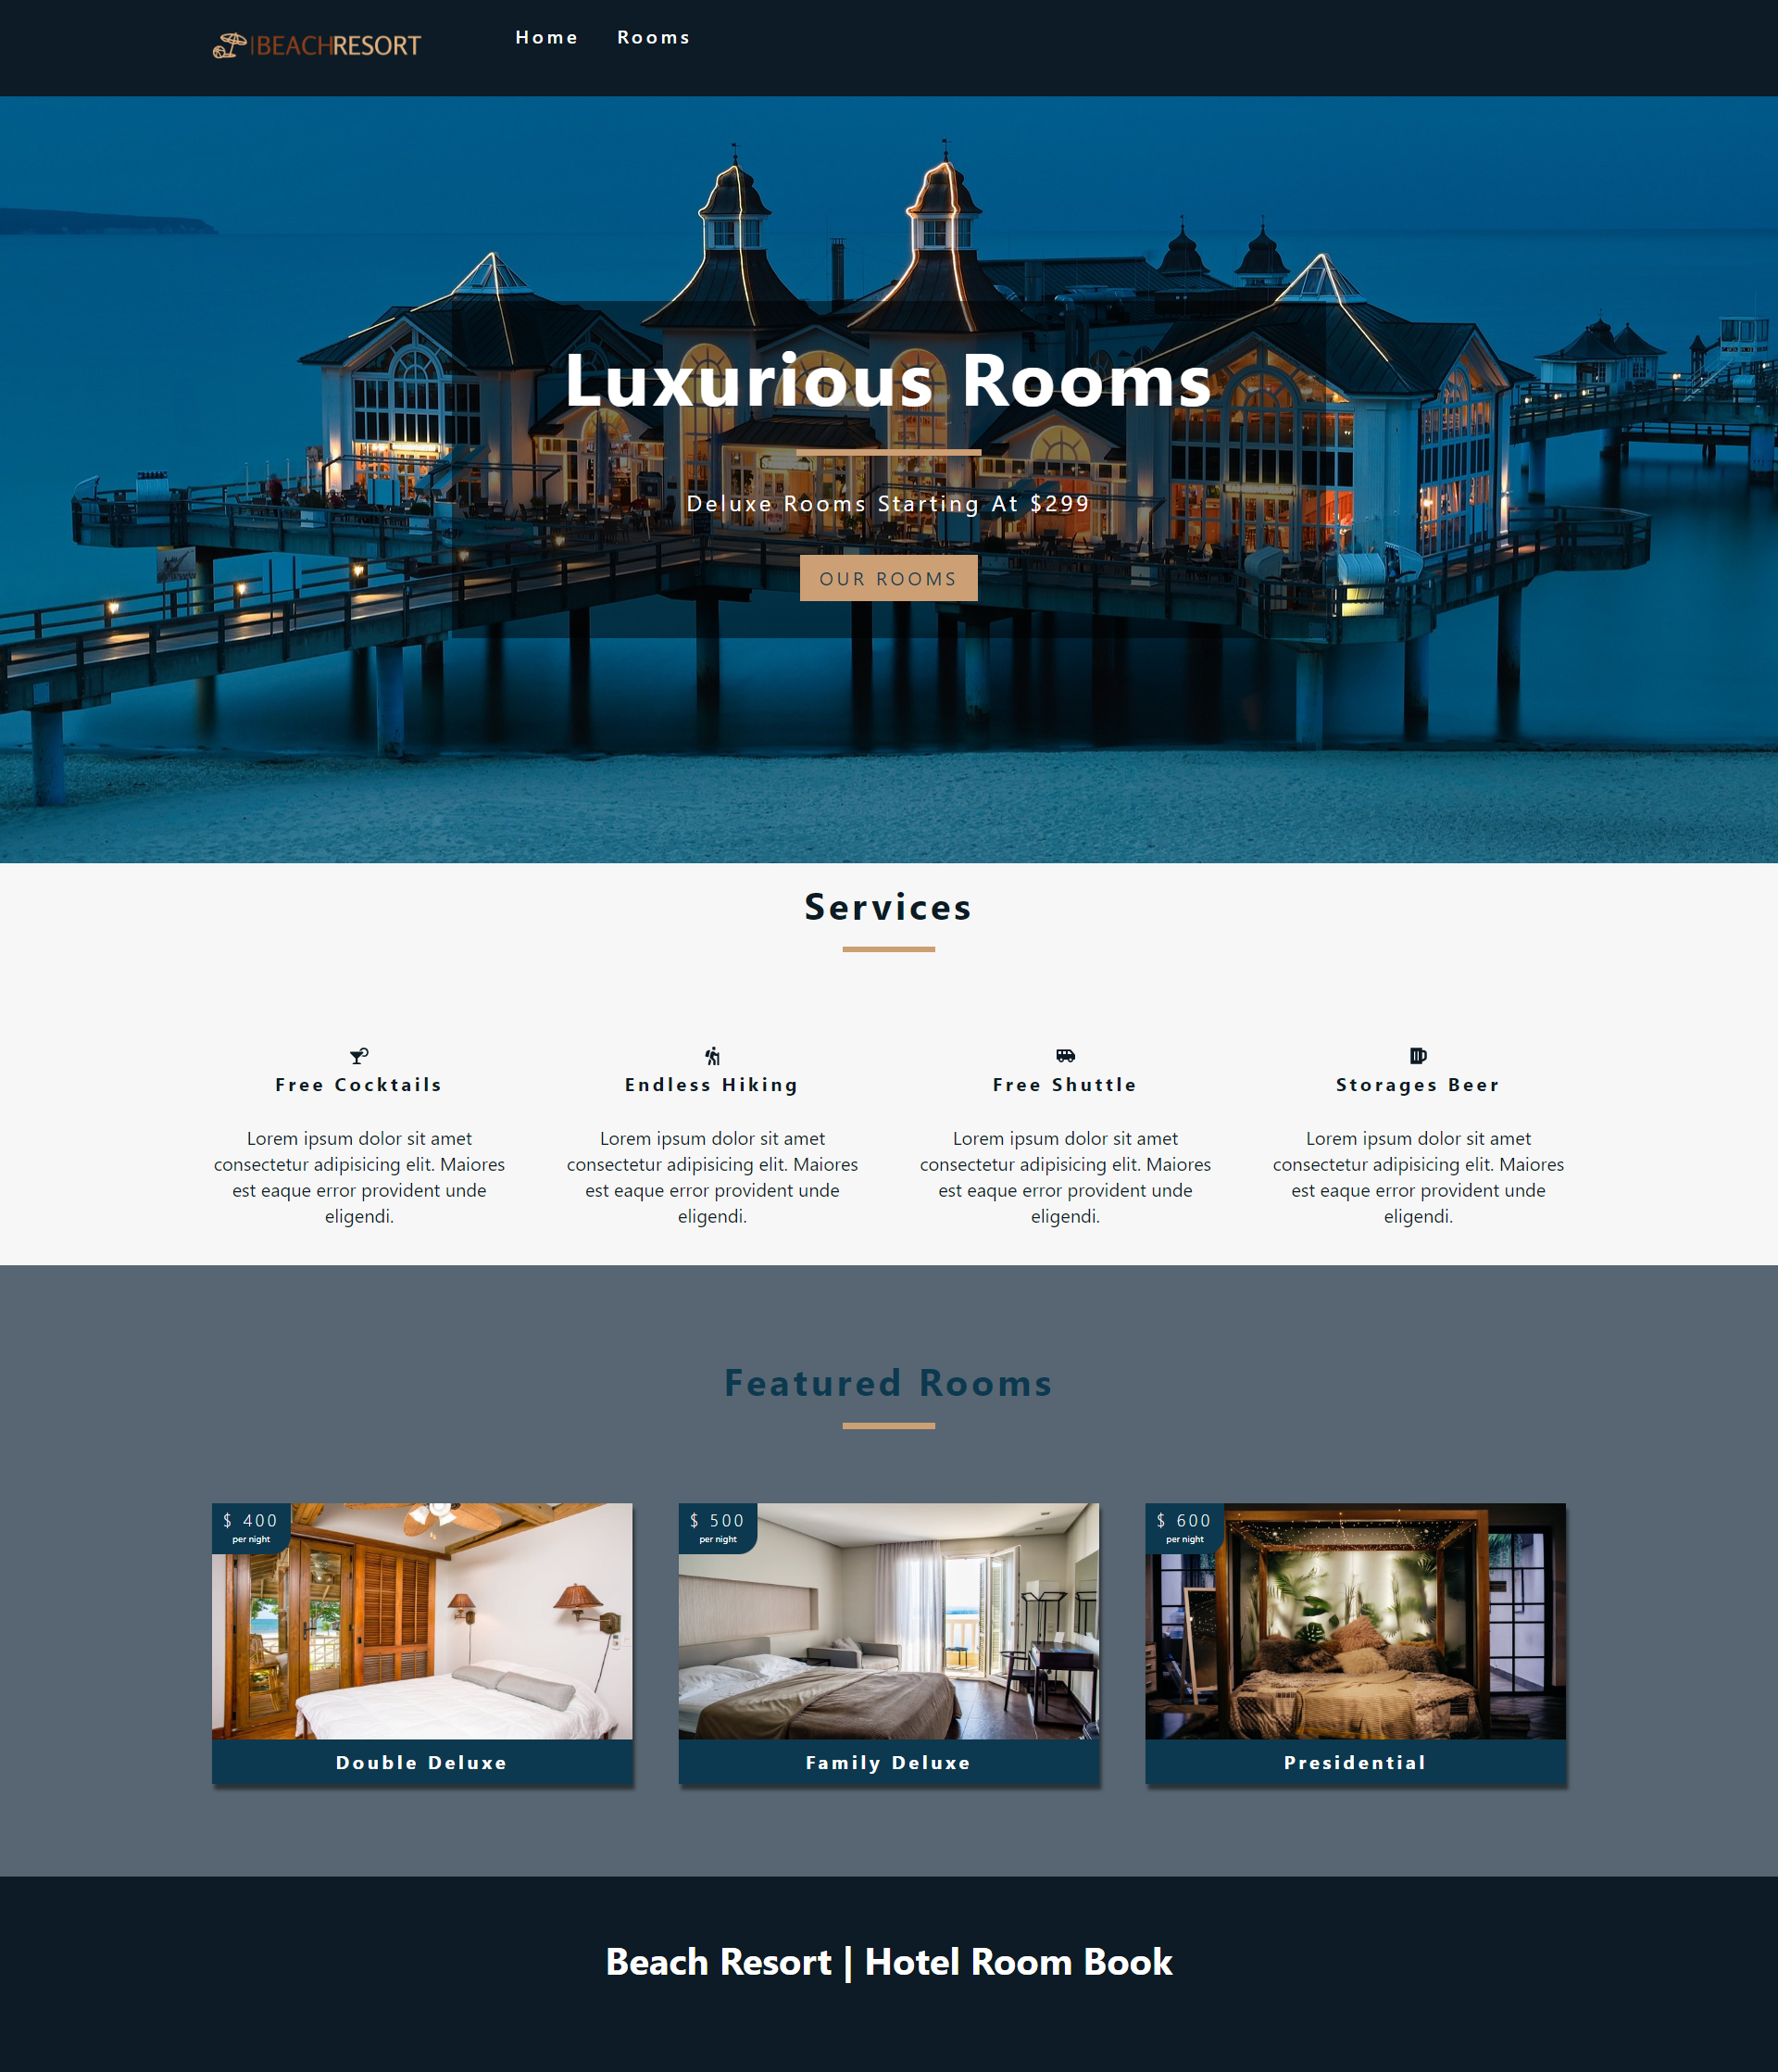 BEACHRESORT
Home Rooms
Luxurious Rooms
Deluxe Rooms Starting At $299
OUR ROOMS
Services
Free Cocktails
Lorem ipsum dolor sit amet
consectetur adipisicing elit. Maiores
est eaque error provident unde
eligendi.
Endless Hiking
Lorem ipsum dolor sit amet
consectetur adipisicing elit. Maiores
est eaque error provident unde
eligendi.
Free Shuttle
Lorem ipsum dolor sit amet
consectetur adipisicing elit. Maiores
est eaque error provident unde
eligendi.
Storages Beer
Lorem ipsum dolor sit amet
consectetur adipisicing elit. Maiores
est eaque error provident unde
eligendi.
Featured Rooms
$ 400
per night
Double Deluxe
$ 500
per night
Family Deluxe
$ 600
per night
Presidential
Beach Resort | Hotel Room Book